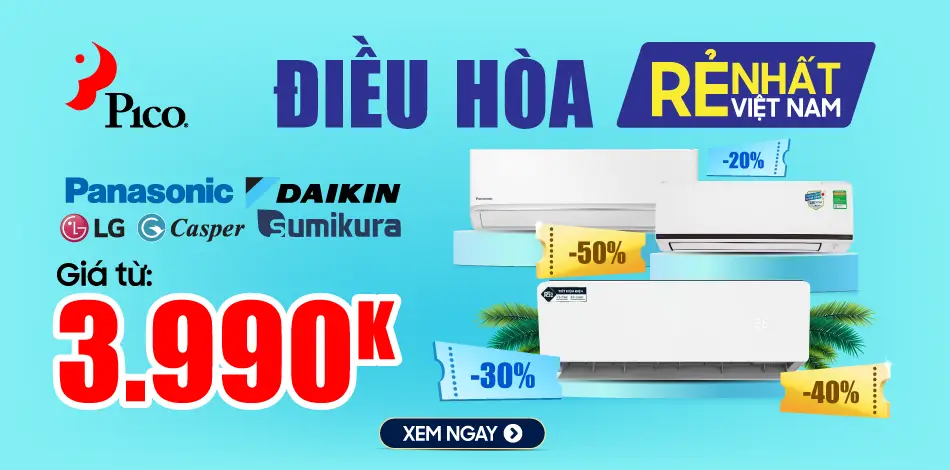 Pico
ĐIỀU HÒA
RẺ NHẤT
VIỆT NAM
Panasonic
DAIKIN
LG
Casper
Sumikura
Giá từ:
3.990K
Panasonic
-20%
-50%
-30%
-40%
XEM NGAY